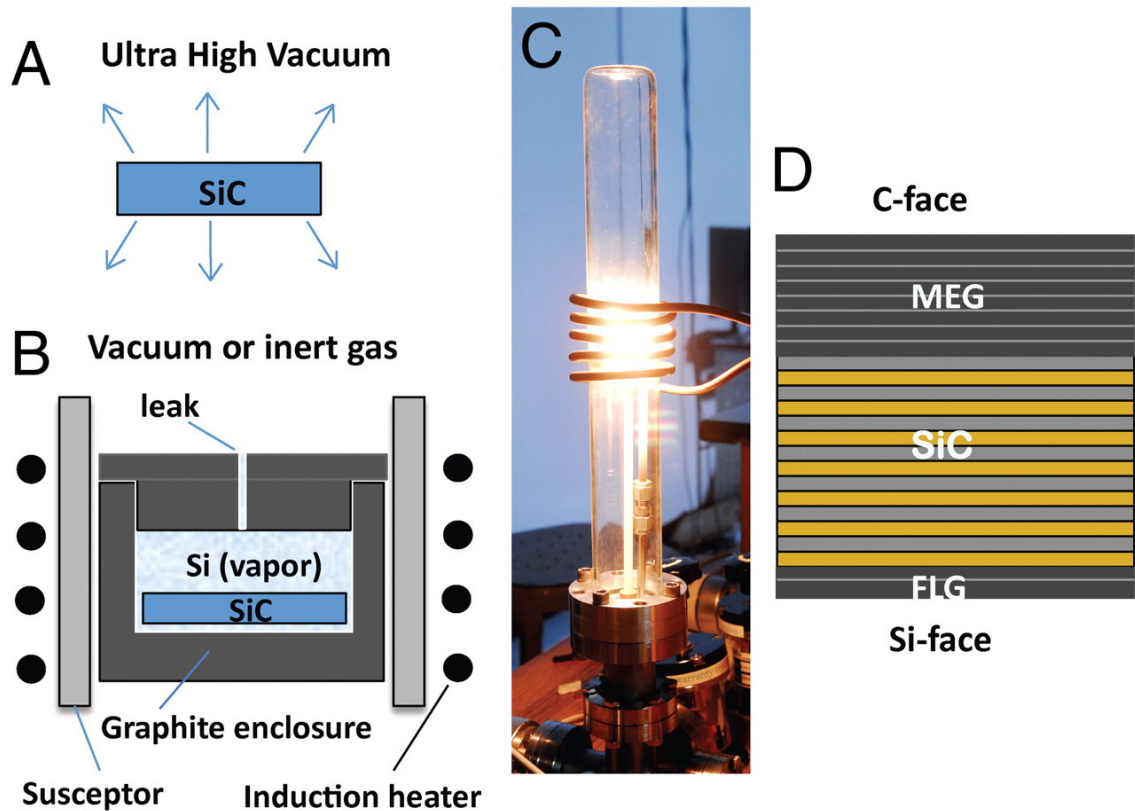 A
Ultra High Vacuum
SiC
B
Vacuum or inert gas
leak
Si (vapor)
SiC
Graphite enclosure
Susceptor
Induction heater
C
D
C-face
MEG
SiC
FLG
Si-face